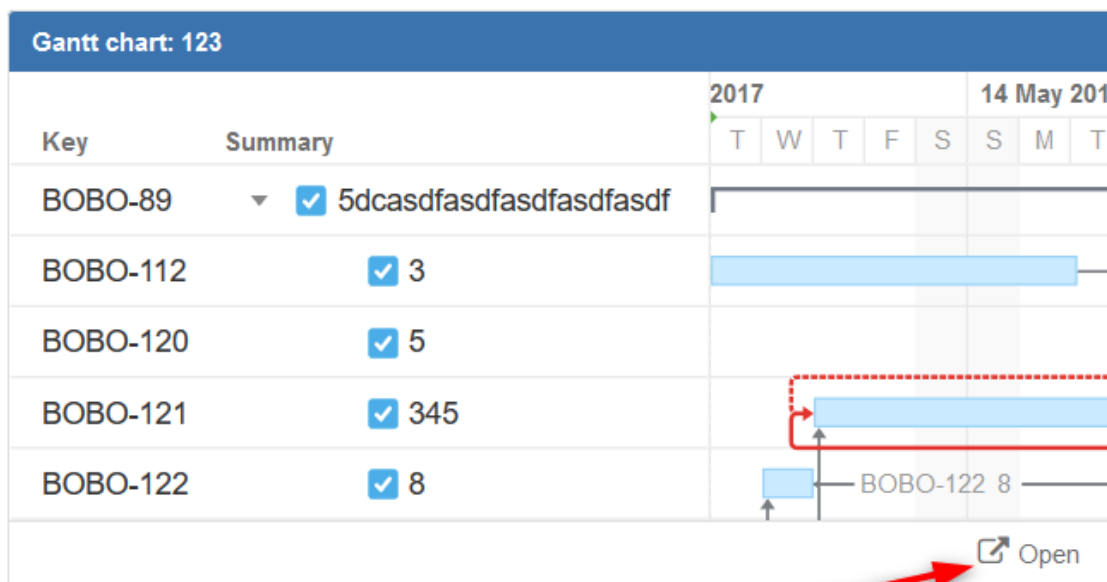 Gantt chart: 123
2017 14 May 201
Key Summary T W T F S S M T
BOBO-89 5dcasdfasdfasdfasdfasdf
BOBO-112 3
BOBO-120 5
BOBO-121 345
BOBO-122 8 BOBO-122 8
Open